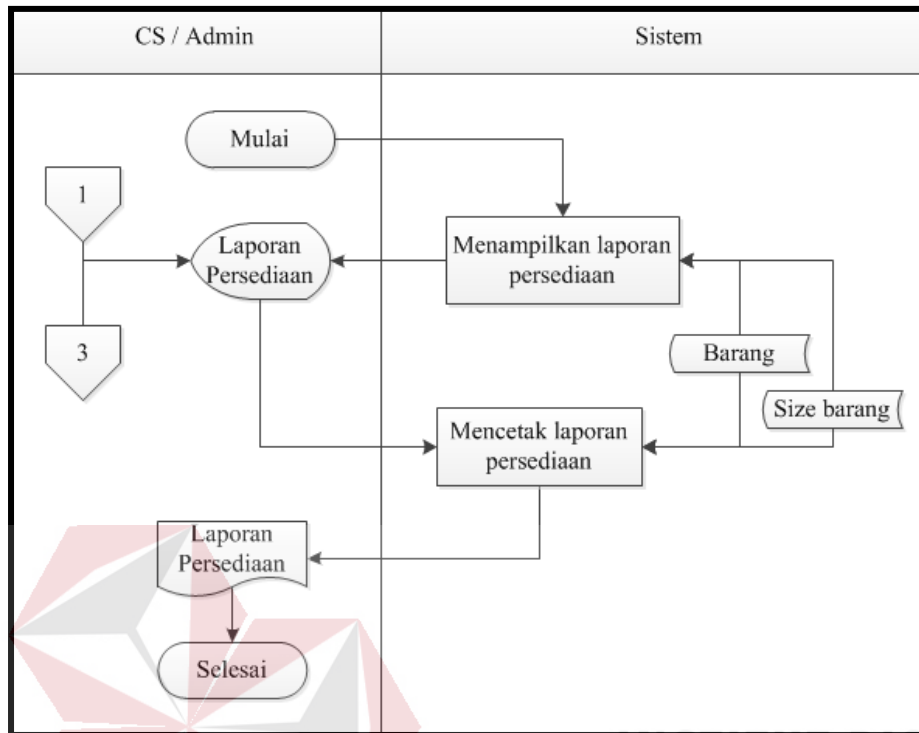 CS / Admin
Sistem
Mulai
1
Laporan
Persediaan
Menampilkan laporan
persediaan
3
Barang
Size barang
Mencetak laporan
persediaan
Laporan
Persediaan
Selesai